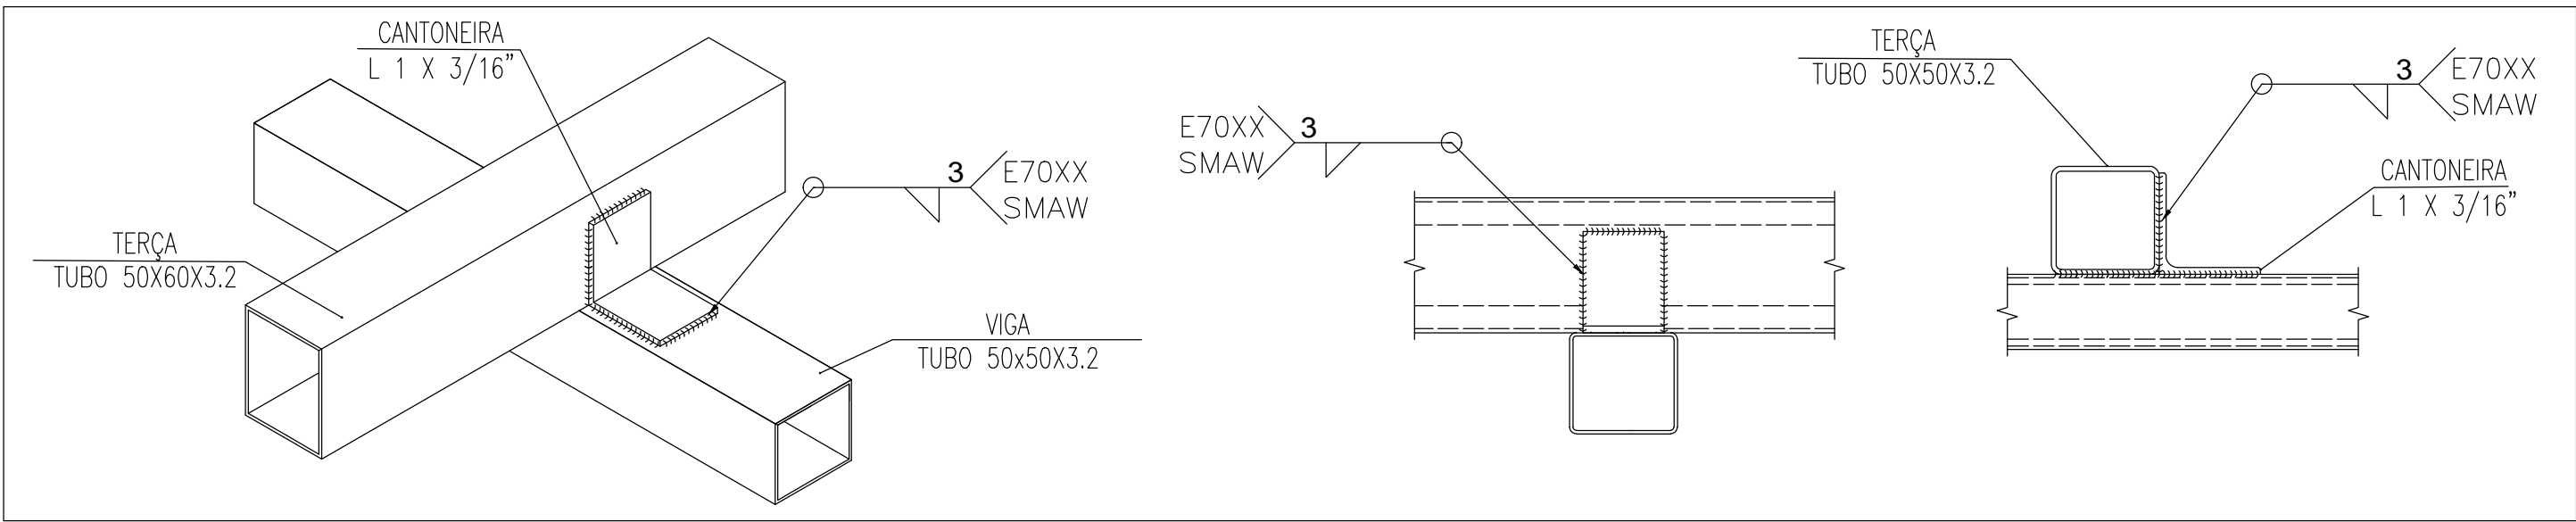 CANTONEIRA
L 1 X 3/16”
3
E70XX
SMAW
TERÇA
TUBO 50X60X3.2
VIGA
TUBO 50x50X3.2
E70XX
SMAW
3
TERÇA
TUBO 50X50X3.2
3
E70XX
SMAW
CANTONEIRA
L 1 X 3/16”